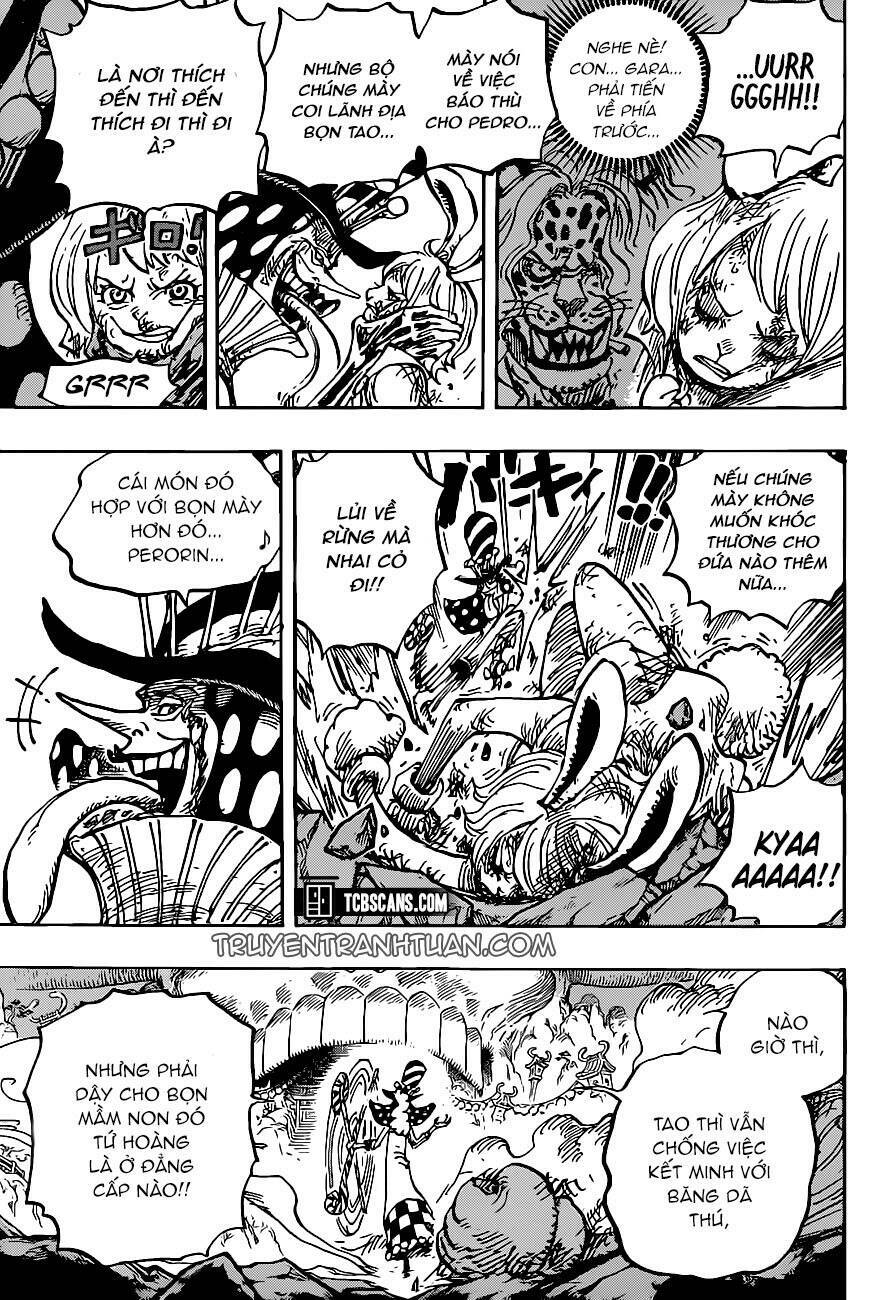 ...UURR
GGGHH!!
NGHE NÈ!
CON... GARA...
PHẢI TIẾN
VỀ PHÍA
TRƯỚC...
MÀY NÓI
VỀ VIỆC
BÁO THÙ
CHO PEDRO...
NHƯNG BỘ
CHÚNG MÀY
COI LÃNH ĐỊA
BỌN TAO...
LÀ NƠI THÍCH
ĐẾN THÌ ĐẾN
THÍCH ĐI THÌ ĐI
À?
ギロ
GRRR
NẾU CHÚNG
MÀY KHÔNG
MUỐN KHÓC
THƯƠNG CHO
ĐỨA NÀO THÊM
NỮA...
LỦI VỀ
RỪNG MÀ
NHAI CỎ
ĐI!!
KYAA
AAAAA!!
TCBSCANS.COM
CÁI MÓN ĐÓ
HỢP VỚI BỌN MÀY
HƠN ĐÓ...
PERORIN... ♪
TRUYENTRANHTUAN.COM
NÀO
GIỜ THÌ,
TAO THÌ VẪN
CHỐNG VIỆC
KẾT MINH VỚI
BĂNG DÃ
THÚ,
NHƯNG PHẢI
DẬY CHO BỌN
MẦM NON ĐÓ
TỨ HOÀNG
LÀ Ở ĐẲNG
CẤP NÀO!!